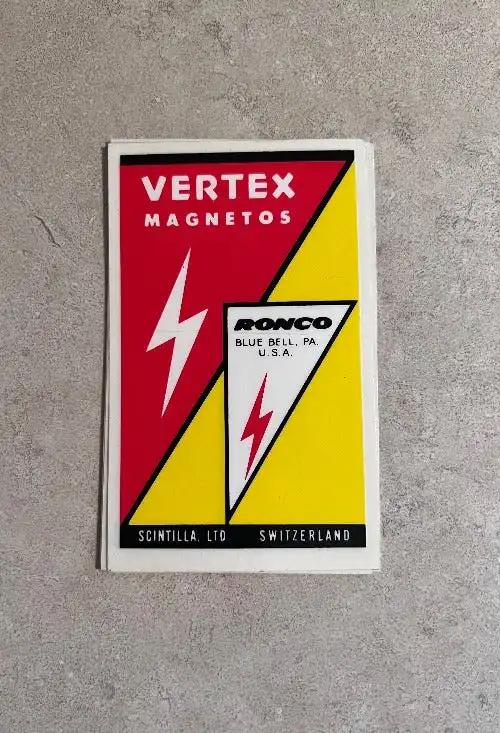 VERTEX
MAGNETOS
RONCO
BLUE BELL, PA.
U.S.A.
SCINTILLA, LTD SWITZERLAND